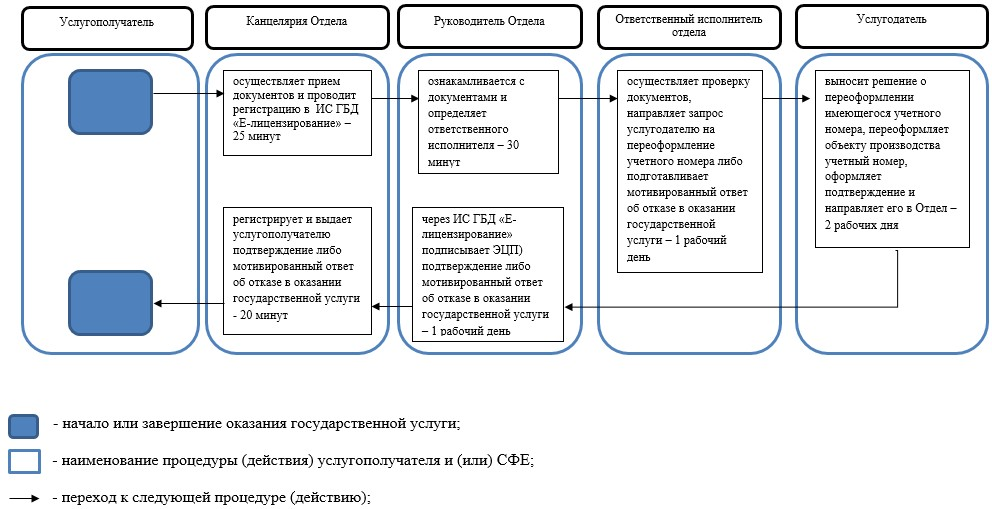 Услугополучатель
Канцелярия Отдела
Руководитель Отдела
Ответственный исполнитель
отдела
Услугодатель
осуществляет прием
документов и проводит
регистрацию в ИС ГБД
«Е-лицензирование» –
25 минут
ознакамливается с
документами и
определяет
ответственного
исполнителя – 30
минут
осуществляет проверку
документов,
направляет запрос
услугодателю на
переоформление
учетного номера либо
подготавливает
мотивированный ответ
об отказе в оказании
государственной
услуги – 1 рабочий
день
выносит решение о
переоформлении
имеющегося учетного
номера, переоформляет
объекту производства
учетный номер,
оформляет
подтверждение и
направляет его в Отдел –
2 рабочих дня
регистрирует и выдает
услугополучателю
подтверждение либо
мотивированный ответ
об отказе в оказании
государственной услуги
- 20 минут
через ИС ГБД «Е-
лицензирование»
подписывает ЭЦП)
подтверждение либо
мотивированный ответ
об отказе в оказании
государственной услуги
– 1 рабочий день
- начало или завершение оказания государственной услуги;
- наименование процедуры (действия) услугополучателя и (или) СФЕ;
- переход к следующей процедуре (действию);